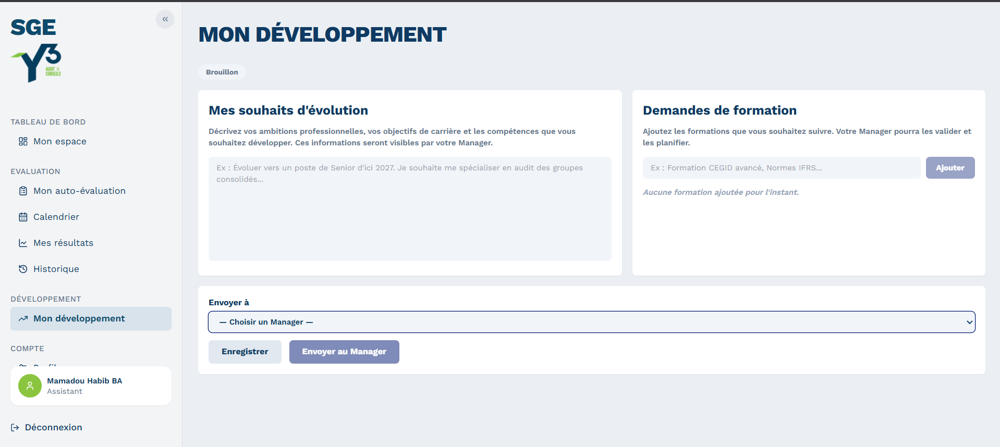 SGE
Y3
AUDIT &
CONSEILS
TABLEAU DE BORD
Mon espace
EVALUATION
Mon auto-évaluation
Calendrier
Mes résultats
Historique
DÉVELOPPEMENT
Mon développement
COMPTE
Mamadou Habib BA
Assistant
Déconnexion
MON DÉVELOPPEMENT
Brouillon
Mes souhaits d'évolution
Décrivez vos ambitions professionnelles, vos objectifs de carrière et les compétences que vous
souhaitez développer. Ces informations seront visibles par votre Manager.
Ex : Évoluer vers un poste de Senior d'ici 2027. Je souhaite me spécialiser en audit des groupes
consolidés...
Demandes de formation
Ajoutez les formations que vous souhaitez suivre. Votre Manager pourra les valider et
les planifier.
Ex : Formation CEGID avancé, Normes IFRS...
Ajouter
Aucune formation ajoutée pour l'instant.
Envoyer à
— Choisir un Manager —
Enregistrer
Envoyer au Manager